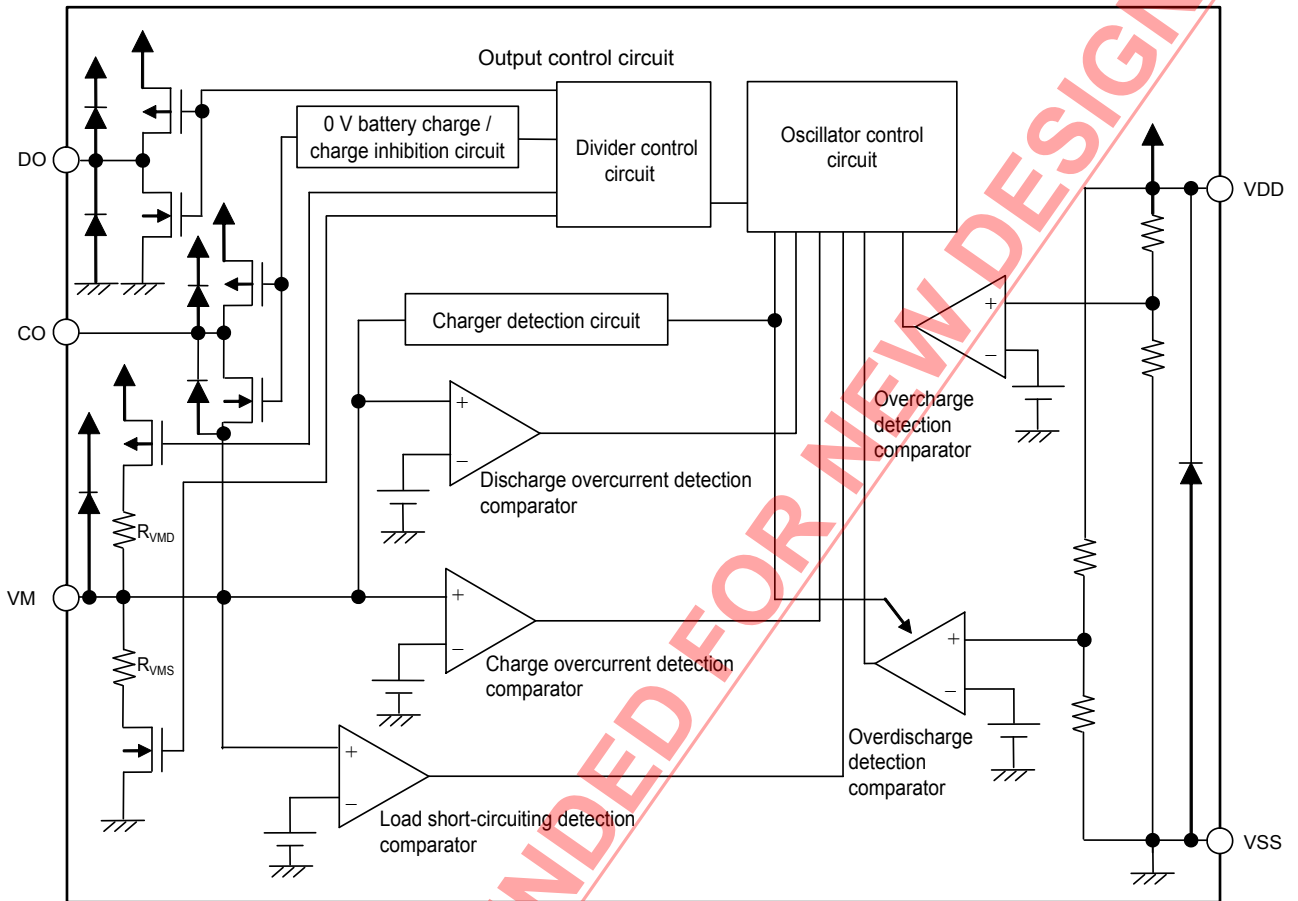 Output control circuit
0 V battery charge /
charge inhibition circuit
Divider control
circuit
Oscillator control
circuit
DO
VDD
CO
Charger detection circuit
+
−
Overcharge
detection
comparator
+
−
Discharge overcurrent detection
comparator
RVMD
VM
+
−
Charge overcurrent detection
comparator
RVMS
+
−
Overdischarge
detection
comparator
+
−
Load short-circuiting detection
comparator
VSS
ENDED FOR NEW DESIGN